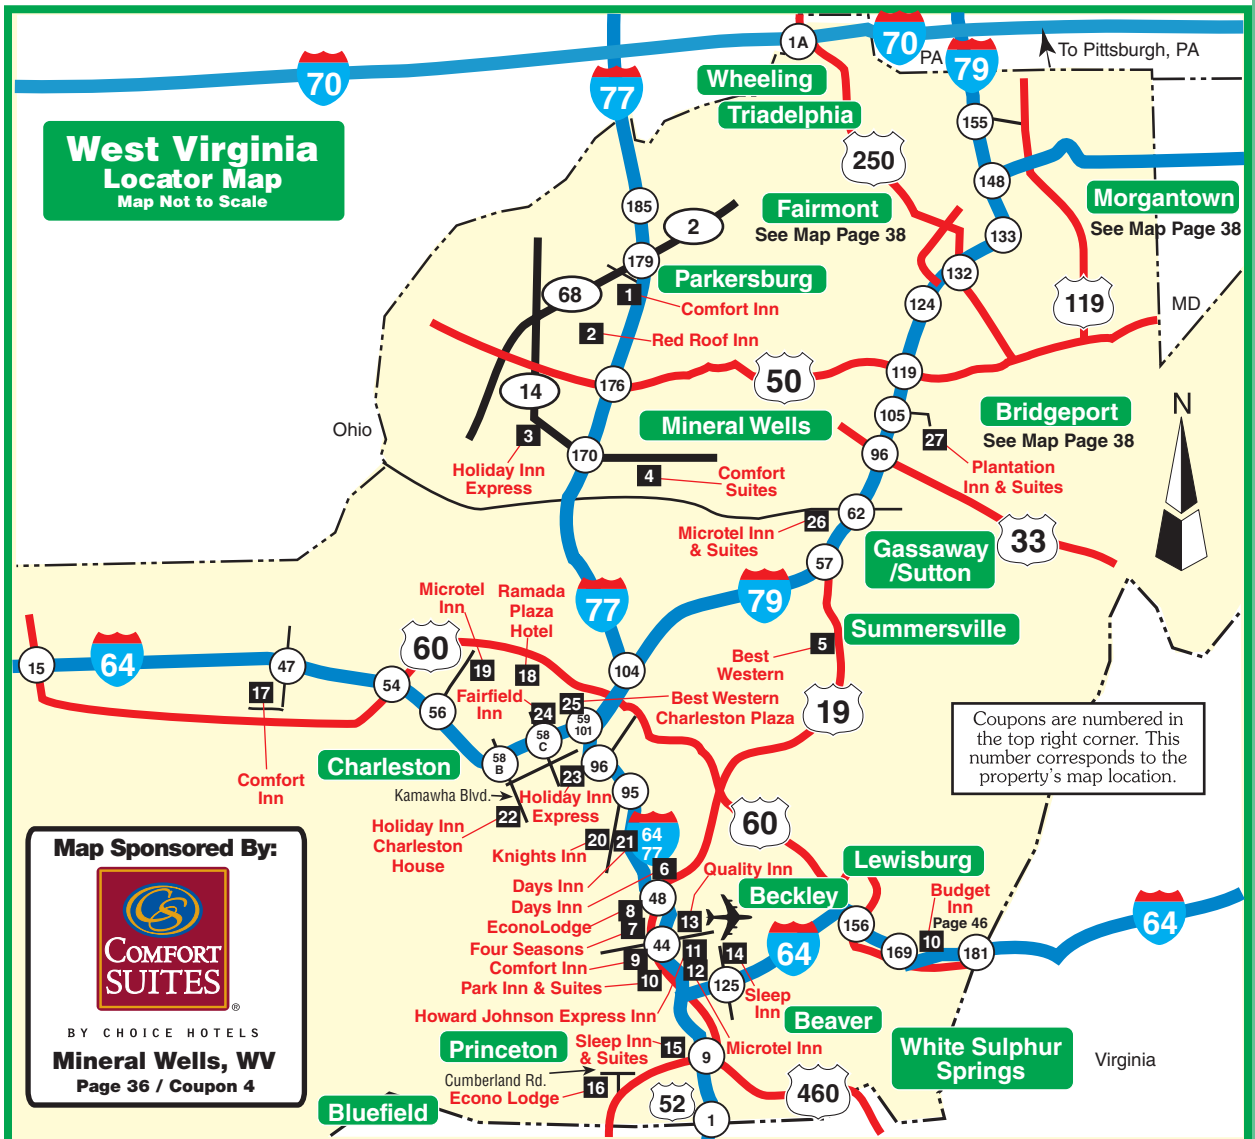 1A
70
PA
79
To Pittsburgh, PA
70
77
Wheeling
Triadelphia
155
West Virginia
Locator Map
Map Not to Scale
250
148
Morgantown
See Map Page 38
185
2
Fairmont
See Map Page 38
133
179
Parkersburg
132
68
1
Comfort Inn
124
119
MD
2
Red Roof Inn
14
176
50
119
Ohio
3
Holiday Inn
Express
170
Mineral Wells
105
Bridgeport
See Map Page 38
N
27
Plantation
Inn & Suites
96
4
Comfort
Suites
26
62
Microtel Inn
& Suites
33
57
Gassaway
/Sutton
77
79
Microtel
Inn
Ramada
Plaza
Hotel
60
5
Summersville
Best
Western
15
64
47
54
19
18
104
17
56
Fairfield
Inn
24
25
Best Western
Charleston Plaza
19
59
101
58
C
Coupons are numbered in
the top right corner. This
number corresponds to the
property's map location.
Comfort
Inn
Charleston
58
B
96
23
Kamawha Blvd.
Holiday Inn
Express
95
22
Holiday Inn
Charleston
House
60
Map Sponsored By:
CS
COMFORT
SUITES
®
BY CHOICE HOTELS
Mineral Wells, WV
Page 36 / Coupon 4
20
21
64
77
Knights Inn
Lewisburg
6
Quality Inn
Days Inn
Beckley
Budget
Inn
Page 46
48
Days Inn
8
EconoLodge
7
13
156
64
Four Seasons
44
64
169
10
181
Comfort Inn
9
11
14
Park Inn & Suites
10
12
125
Sleep
Inn
Howard Johnson Express Inn
Beaver
Princeton
Sleep Inn
& Suites
15
9
Microtel Inn
White Sulphur
Springs
Virginia
Cumberland Rd.
Econo Lodge
16
Bluefield
52
1
460